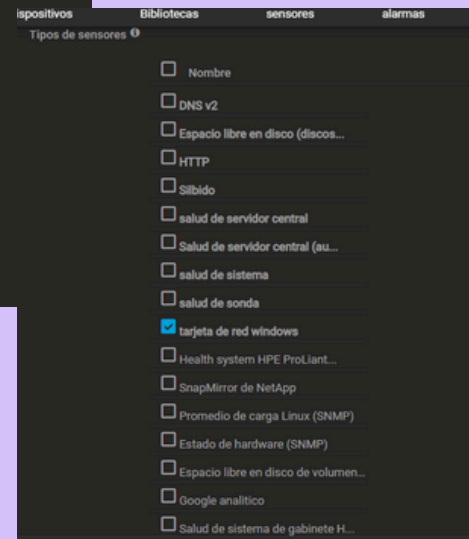 ispositivos Bibliotecas sensores alarmas
Tipos de sensores
Nombre
DNS v2
Espacio libre en disco (discos...
HTTP
Silbido
salud de servidor central
Salud de servidor central (au...
salud de sistema
salud de sonda
tarjeta de red windows
Health system HPE ProLiant...
SnapMirror de NetApp
Promedio de carga Linux (SNMP)
Estado de hardware (SNMP)
Espacio libre en disco de volumen...
Google analitico
Salud de sistema de gabinete H...